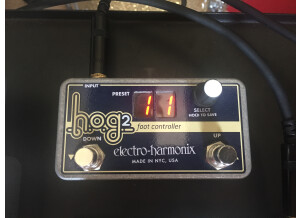 INPUT
PRESET
11
SELECT
HOLD TO SAVE
hog2
foot controller
DOWN
UP
electro-harmonix
MADE IN NYC, USA